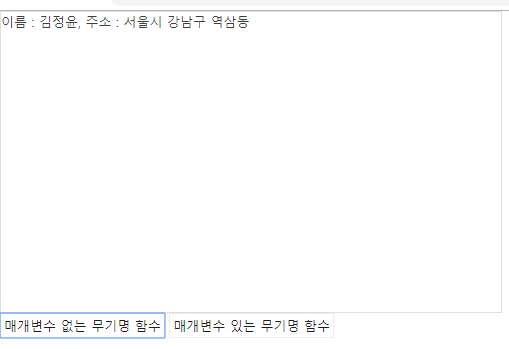 이름 : 김정윤, 주소 : 서울시 강남구 역삼동
매개변수 없는 무기명 함수 매개변수 있는 무기명 함수